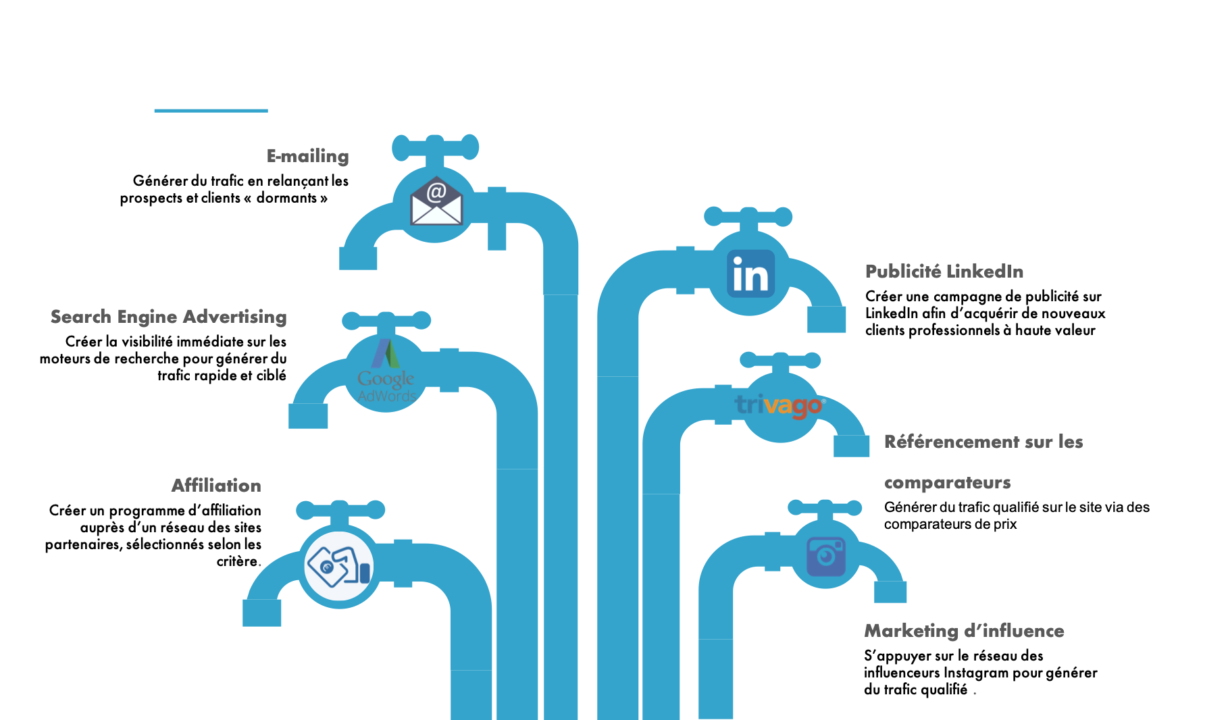 E-mailing
Générer du trafic en relançant les
prospects et clients « dormants »
@
Search Engine Advertising
Créer la visibilité immédiate sur les
moteurs de recherche pour générer du
trafic rapide et ciblé
Google
AdWords
Affiliation
Créer un programme d'affiliation
auprès d'un réseau des sites
partenaires, sélectionnés selon les
critère.
in
Publicité LinkedIn
Créer une campagne de publicité sur
LinkedIn afin d'acquérir de nouveaux
clients professionnels à haute valeur
trivago
Référencement sur les
comparateurs
Générer du trafic qualifié sur le site via des
comparateurs de prix
Marketing d'influence
S'appuyer sur le réseau des
influenceurs Instagram pour générer
du trafic qualifié .